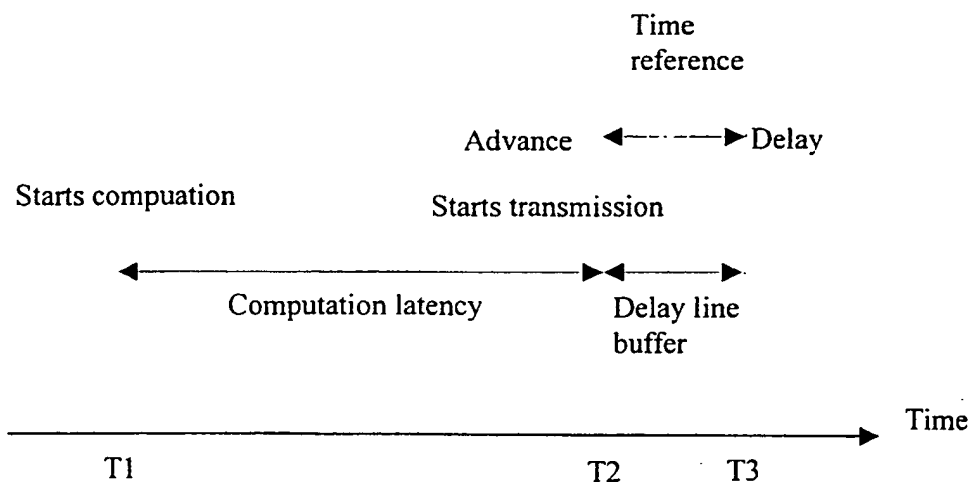 Time
reference
Advance
Delay
Starts compuation
Starts transmission
Computation latency
Delay line
buffer
Time
T1
T2
T3